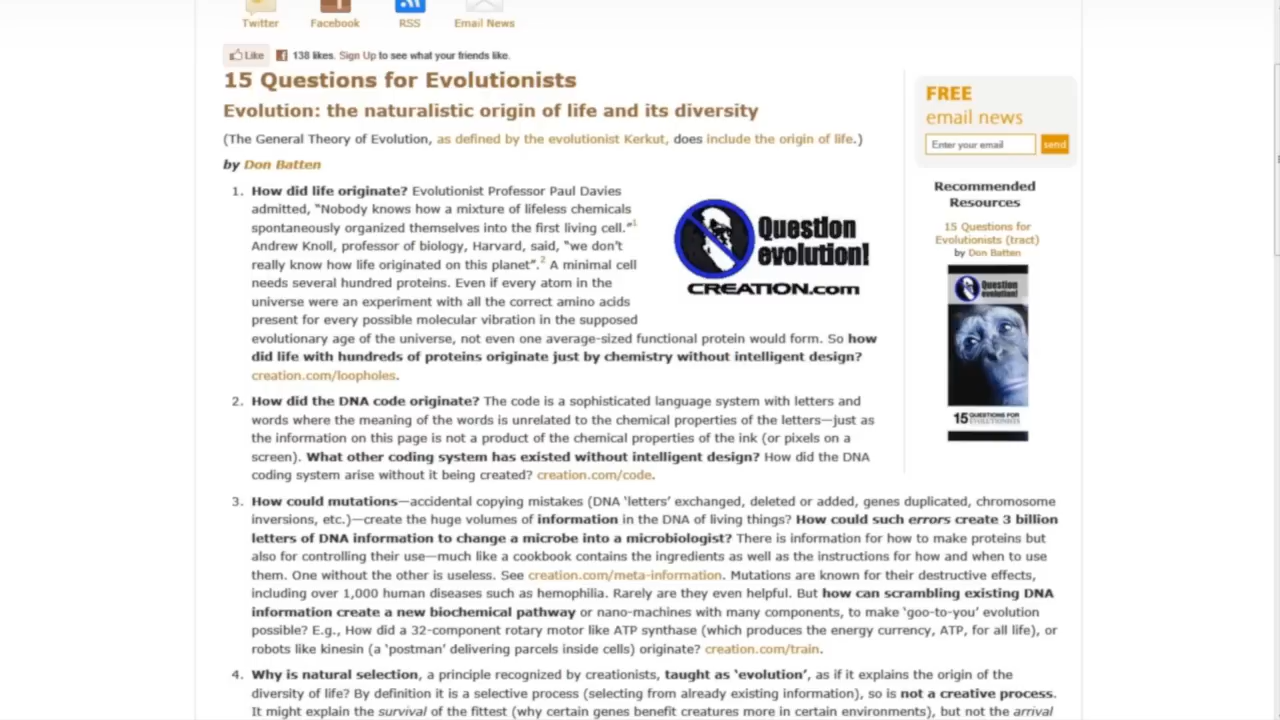 Twitter
Facebook
RSS
Email News
Like
138 likes. Sign Up to see what your friends like.
15 Questions for Evolutionists
Evolution: the naturalistic origin of life and its diversity
(The General Theory of Evolution, as defined by the evolutionist Kerkut, does include the origin of life.)
by Don Batten
1. How did life originate? Evolutionist Professor Paul Davies
admitted, “Nobody knows how a mixture of lifeless chemicals
spontaneously organized themselves into the first living cell.”1
Andrew Knoll, professor of biology, Harvard, said, “we don’t
really know how life originated on this planet”.2 A minimal cell
needs several hundred proteins. Even if every atom in the
universe were an experiment with all the correct amino acids
present for every possible molecular vibration in the supposed
evolutionary age of the universe, not even one average-sized functional protein would form. So how
did life with hundreds of proteins originate just by chemistry without intelligent design?
creation.com/loopholes.
Question
evolution!
CREATION.com
2. How did the DNA code originate? The code is a sophisticated language system with letters and
words where the meaning of the words is unrelated to the chemical properties of the letters—just as
the information on this page is not a product of the chemical properties of the ink (or pixels on a
screen). What other coding system has existed without intelligent design? How did the DNA
coding system arise without it being created? creation.com/code.
3. How could mutations—accidental copying mistakes (DNA ‘letters’ exchanged, deleted or added, genes duplicated, chromosome
inversions, etc.)—create the huge volumes of information in the DNA of living things? How could such errors create 3 billion
letters of DNA information to change a microbe into a microbiologist? There is information for how to make proteins but
also for controlling their use—much like a cookbook contains the ingredients as well as the instructions for how and when to use
them. One without the other is useless. See creation.com/meta-information. Mutations are known for their destructive effects,
including over 1,000 human diseases such as hemophilia. Rarely are they even helpful. But how can scrambling existing DNA
information create a new biochemical pathway or nano-machines with many components, to make ‘goo-to-you’ evolution
possible? E.g., How did a 32-component rotary motor like ATP synthase (which produces the energy currency, ATP, for all life), or
robots like kinesin (a ‘postman’ delivering parcels inside cells) originate? creation.com/train.
4. Why is natural selection, a principle recognized by creationists, taught as ‘evolution’, as if it explains the origin of the
diversity of life? By definition it is a selective process (selecting from already existing information), so is not a creative process.
It might explain the survival of the fittest (why certain genes benefit creatures more in certain environments), but not the arrival
FREE
email news
Enter your email
send
Recommended
Resources
15 Questions for
Evolutionists (tract)
by Don Batten
Question
evolution!
15 QUESTIONS FOR
EVOLUTIONISTS